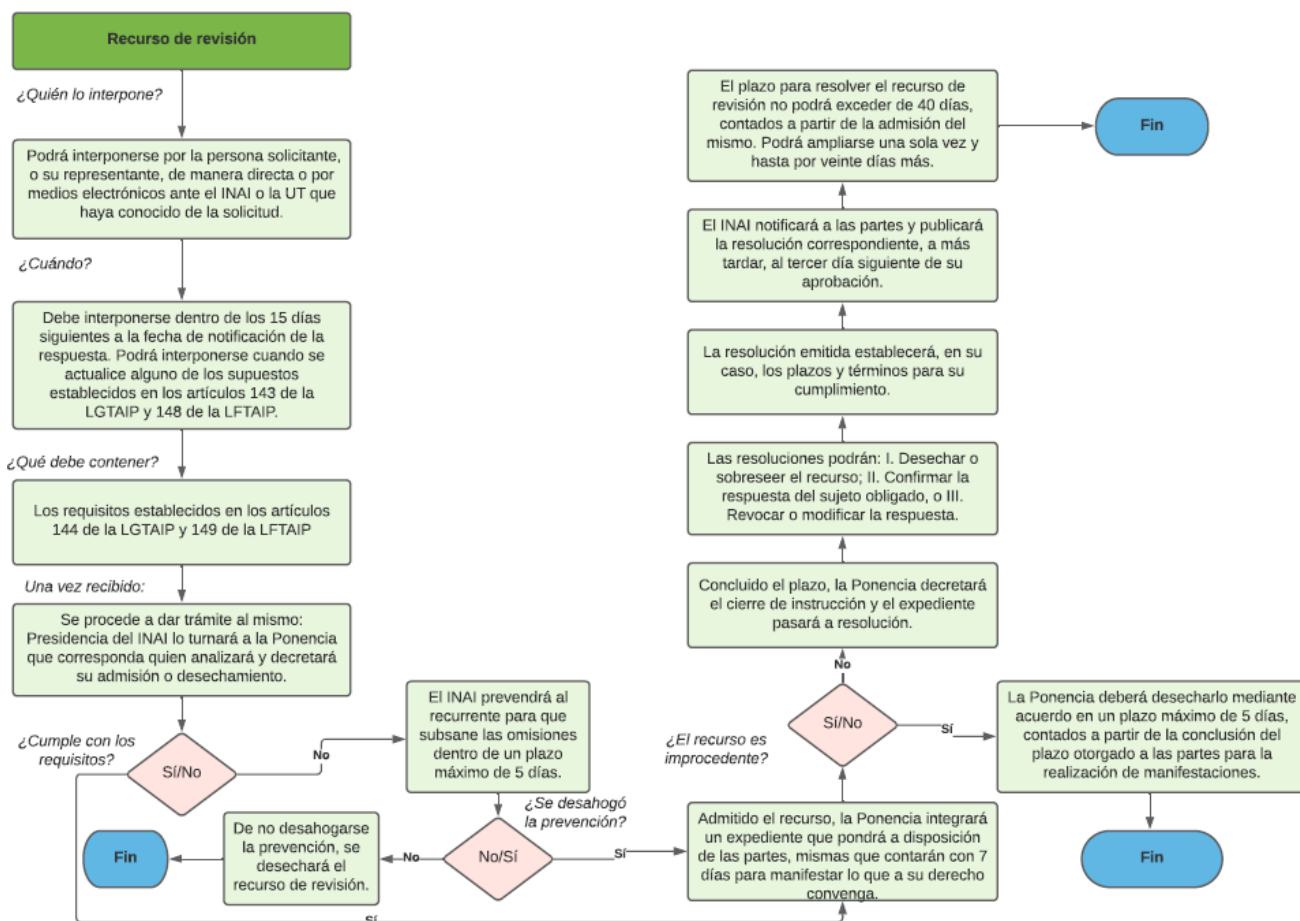 Recurso de revisión
¿Quién lo interpone?
Podrá interponerse por la persona solicitante,
o su representante, de manera directa o por
medios electrónicos ante el INAI o la UT que
haya conocido de la solicitud.
¿Cuándo?
Debe interponerse dentro de los 15 días
siguientes a la fecha de notificación de la
respuesta. Podrá interponerse cuando se
actualice alguno de los supuestos
establecidos en los artículos 143 de la
LGTAIP y 148 de la LFTAIP.
¿Qué debe contener?
Los requisitos establecidos en los artículos
144 de la LGTAIP y 149 de la LFTAIP
Una vez recibido:
Se procede a dar trámite al mismo:
Presidencia del INAI lo turnará a la Ponencia
que corresponda quien analizará y decretará
su admisión o desechamiento.
¿Cumple con los
requisitos?
Sí/No
No
El INAI prevendrá al
recurrente para que
subsane las omisiones
dentro de un plazo
máximo de 5 días.
¿Se desahogó
la prevención?
No/Sí
No
De no desahogarse
la prevención, se
desechará el
recurso de revisión.
Fin
Sí
Sí
Admitido el recurso, la Ponencia integrará
un expediente que pondrá a disposición
de las partes, mismas que contarán con 7
días para manifestar lo que a su derecho
convenga.
¿El recurso es
improcedente?
Sí/No
Sí
La Ponencia deberá desecharlo mediante
acuerdo en un plazo máximo de 5 días,
contados a partir de la conclusión del
plazo otorgado a las partes para la
realización de manifestaciones.
Fin
No
Concluido el plazo, la Ponencia decretará
el cierre de instrucción y el expediente
pasará a resolución.
Las resoluciones podrán: I. Desechar o
sobreseer el recurso; II. Confirmar la
respuesta del sujeto obligado, o III.
Revocar o modificar la respuesta.
La resolución emitida establecerá, en su
caso, los plazos y términos para su
cumplimiento.
El INAI notificará a las partes y publicará
la resolución correspondiente, a más
tardar, al tercer día siguiente de su
aprobación.
El plazo para resolver el recurso de
revisión no podrá exceder de 40 días,
contados a partir de la admisión del
mismo. Podrá ampliarse una sola vez y
hasta por veinte días más.
Fin